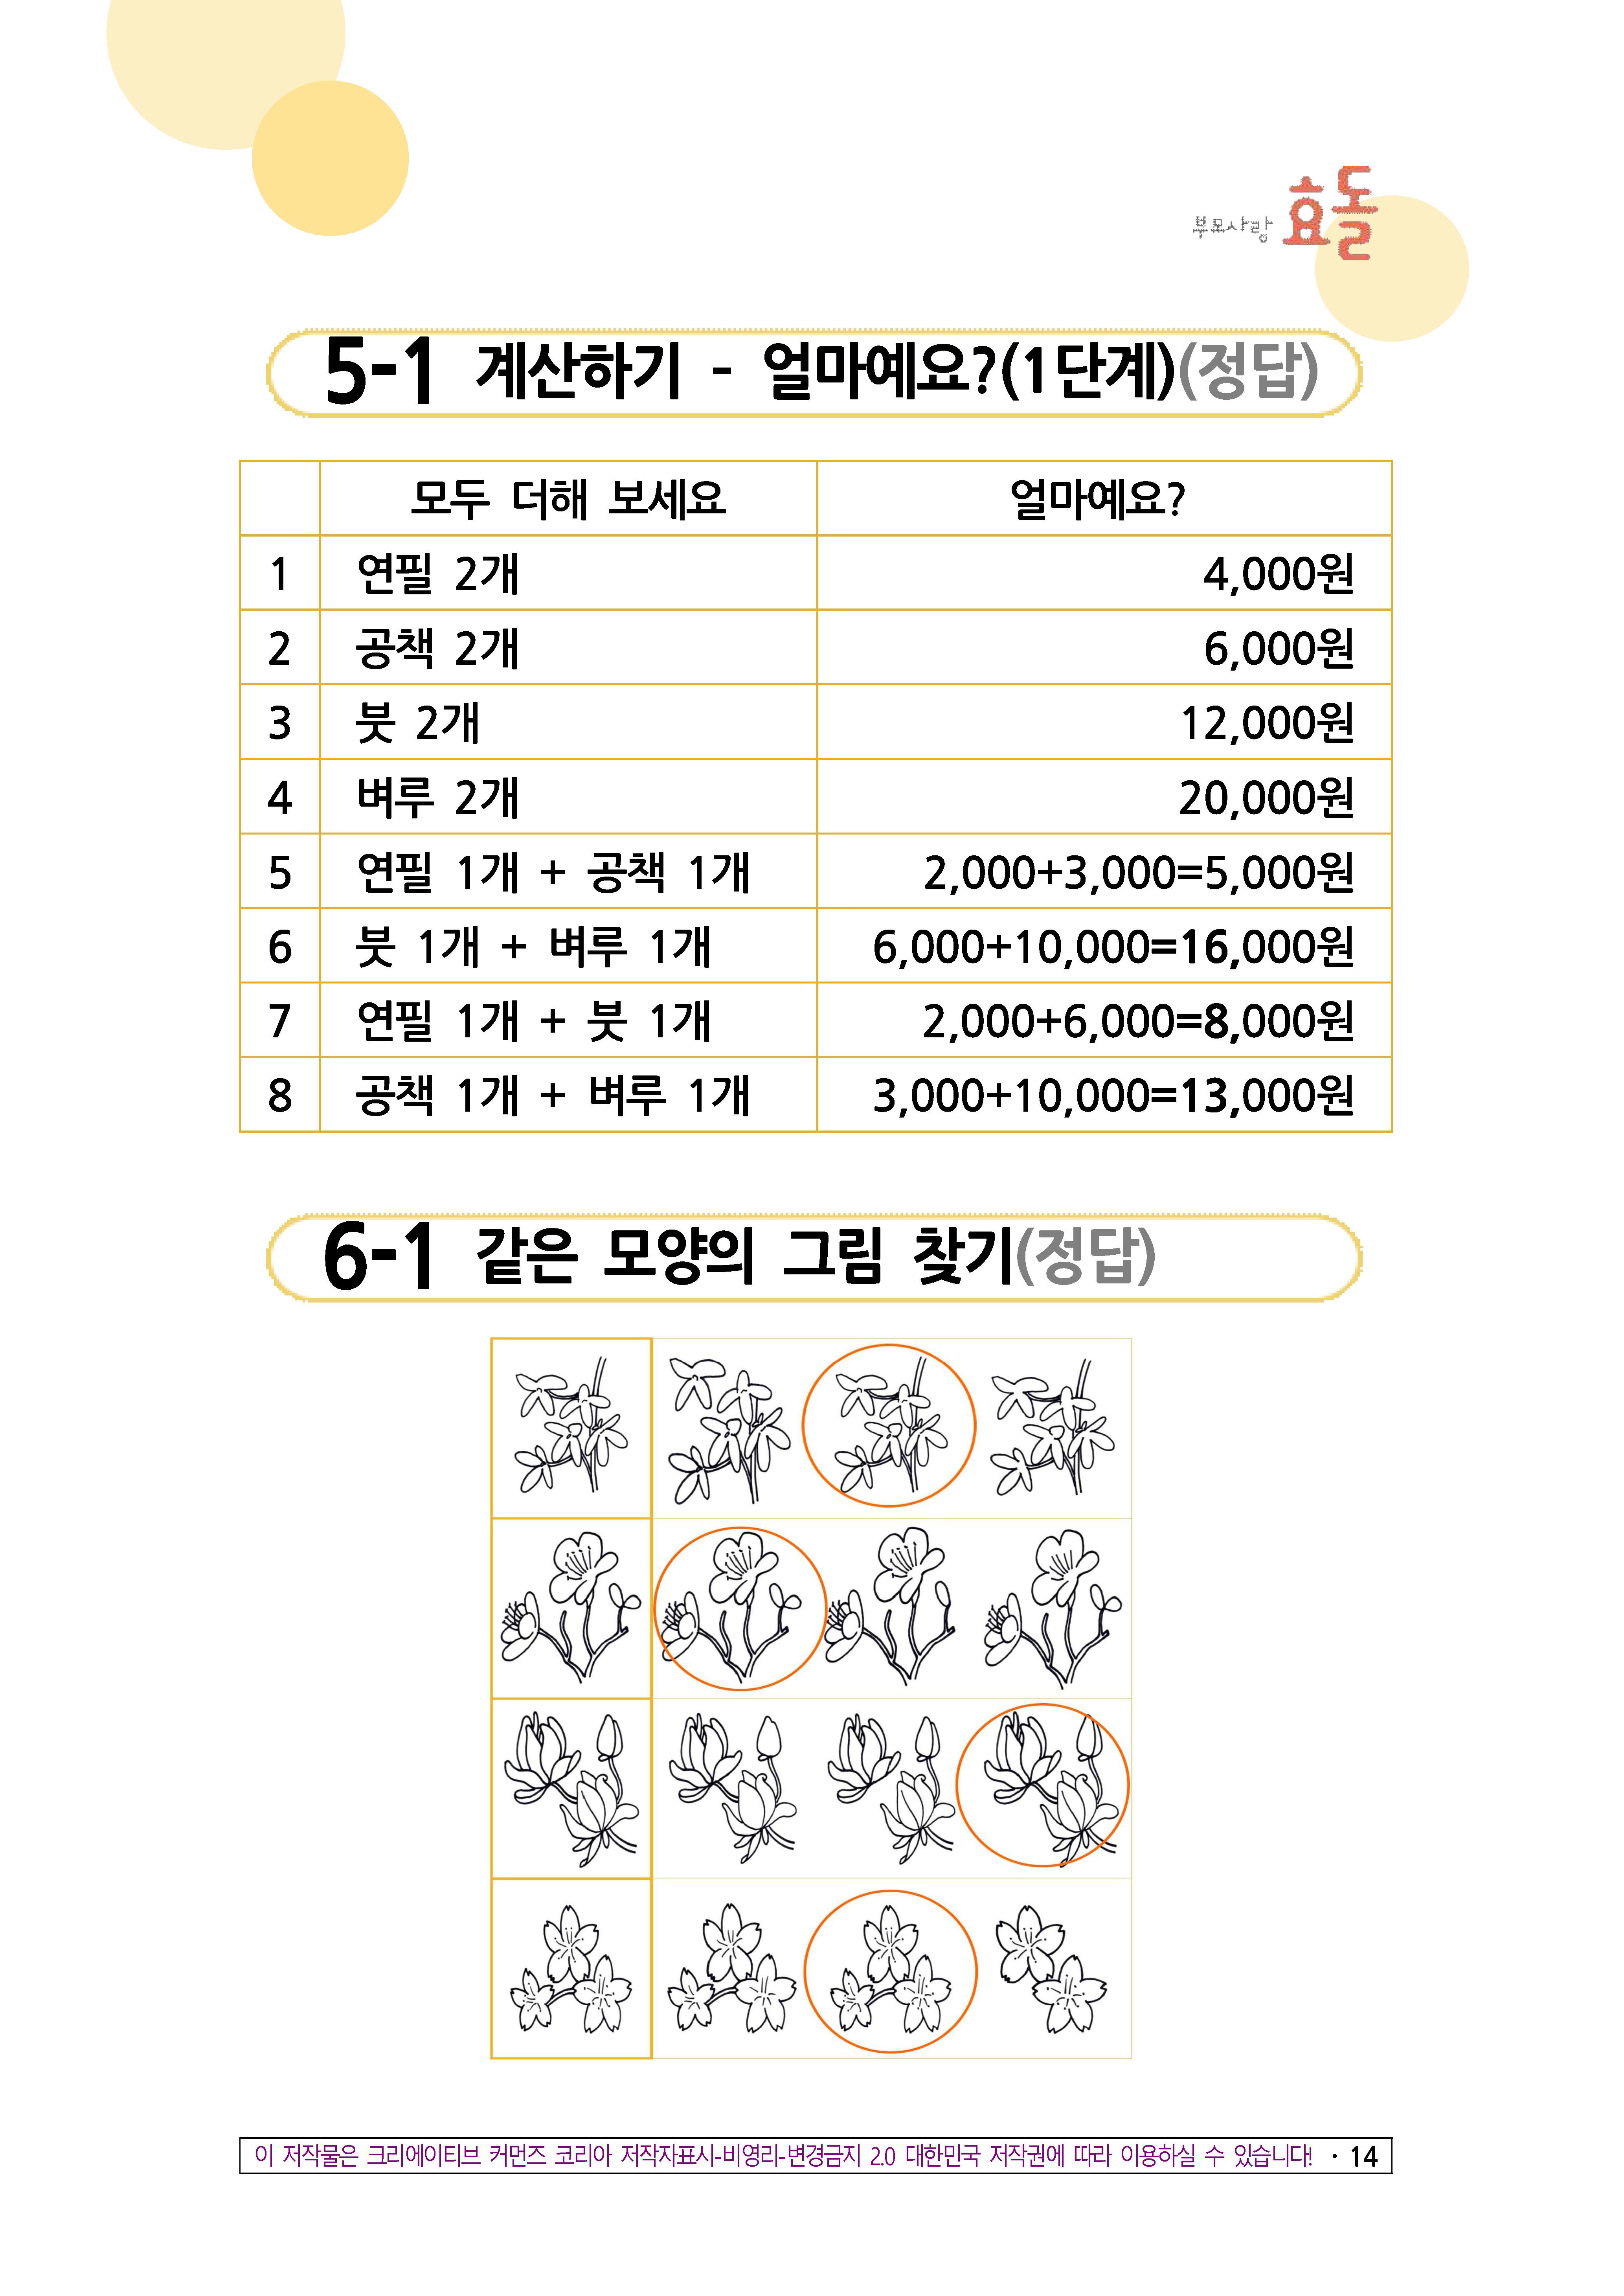 부모사랑 효돌
5-1 계산하기 - 얼마예요?(1단계)(정답)
모두 더해 보세요 얼마예요?
1 연필 2개 4,000원
2 공책 2개 6,000원
3 붓 2개 12,000원
4 벼루 2개 20,000원
5 연필 1개 + 공책 1개 2,000+3,000=5,000원
6 붓 1개 + 벼루 1개 6,000+10,000=16,000원
7 연필 1개 + 붓 1개 2,000+6,000=8,000원
8 공책 1개 + 벼루 1개 3,000+10,000=13,000원
6-1 같은 모양의 그림 찾기(정답)
이 저작물은 크리에이티브 커먼즈 코리아 저작자표시-비영리-변경금지 2.0 대한민국 저작권에 따라 이용하실 수 있습니다! · 14